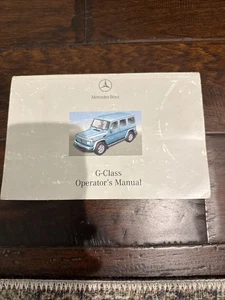 Mercedes-Benz
G-Class
Operator's Manual